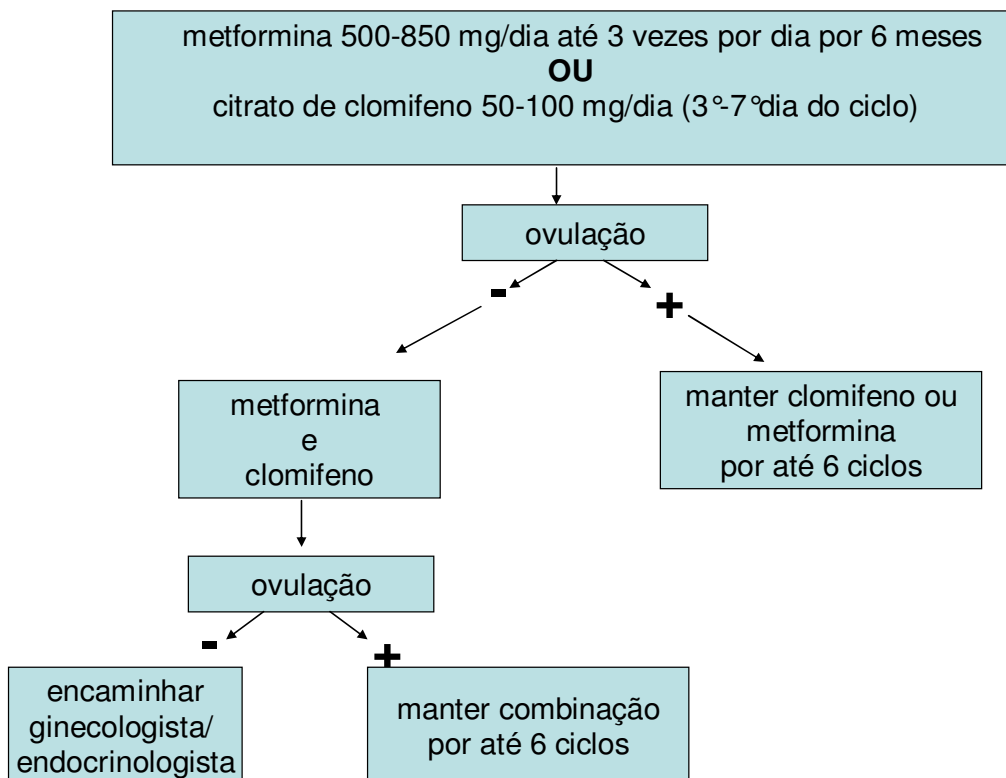 metformina 500-850 mg/dia até 3 vezes por dia por 6 meses
OU
citrato de clomifeno 50-100 mg/dia (3°-7°dia do ciclo)
ovulação
-
+
metformina
e
clomifeno
manter clomifeno ou
metformina
por até 6 ciclos
ovulação
-
+
encaminhar
ginecologista/
endocrinologista
manter combinação
por até 6 ciclos